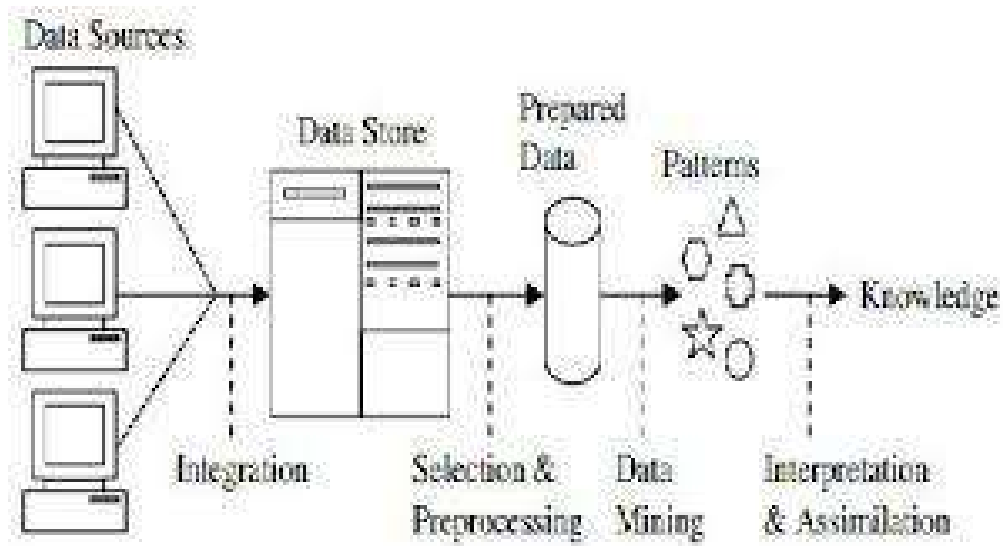 Data Sources
Data Store
Prepared
Data
Patterns
Knowledge
Integration
Selection &
Preprocessing
Data
Mining
Interpretation
& Assimilation